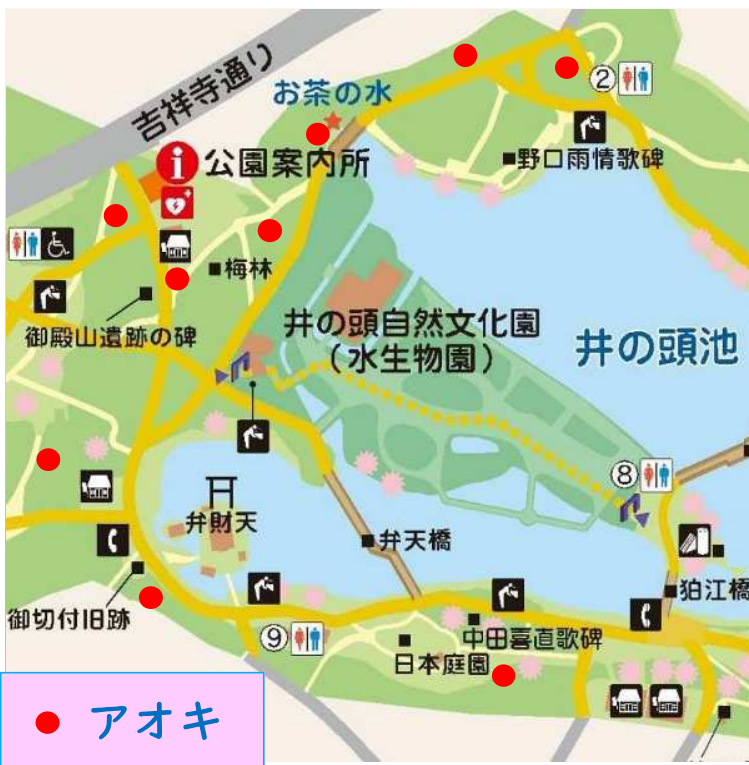 吉祥寺通り
お茶の水
②
i 公園案内所
野口雨情歌碑
梅林
御殿山遺跡の碑
井の頭自然文化園
（水生物園）
井の頭池
⑧
弁財天
弁天橋
狛江橋
御切付旧跡
⑨
中田喜直歌碑
日本庭園
アオキ